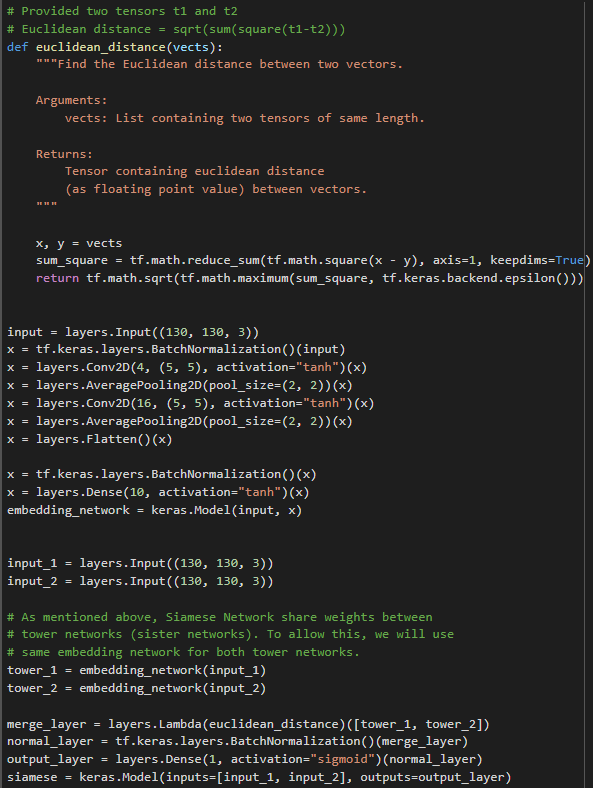 # Provided two tensors t1 and t2
# Euclidean distance = sqrt(sum(square(t1-t2)))
def euclidean_distance(vects):
    """Find the Euclidean distance between two vectors.

    Arguments:
        vects: List containing two tensors of same length.

    Returns:
        Tensor containing euclidean distance
        (as floating point value) between vectors.
    """

    x, y = vects
    sum_square = tf.math.reduce_sum(tf.math.square(x - y), axis=1, keepdims=True)
    return tf.math.sqrt(tf.math.maximum(sum_square, tf.keras.backend.epsilon()))


input = layers.Input((130, 130, 3))
x = tf.keras.layers.BatchNormalization()(input)
x = layers.Conv2D(4, (5, 5), activation="tanh")(x)
x = layers.AveragePooling2D(pool_size=(2, 2))(x)
x = layers.Conv2D(16, (5, 5), activation="tanh")(x)
x = layers.AveragePooling2D(pool_size=(2, 2))(x)
x = layers.Flatten()(x)

x = tf.keras.layers.BatchNormalization()(x)
x = layers.Dense(10, activation="tanh")(x)
embedding_network = keras.Model(input, x)


input_1 = layers.Input((130, 130, 3))
input_2 = layers.Input((130, 130, 3))

# As mentioned above, Siamese Network share weights between
# tower networks (sister networks). To allow this, we will use
# same embedding network for both tower networks.
tower_1 = embedding_network(input_1)
tower_2 = embedding_network(input_2)

merge_layer = layers.Lambda(euclidean_distance)([tower_1, tower_2])
normal_layer = tf.keras.layers.BatchNormalization()(merge_layer)
output_layer = layers.Dense(1, activation="sigmoid")(normal_layer)
siamese = keras.Model(inputs=[input_1, input_2], outputs=output_layer)